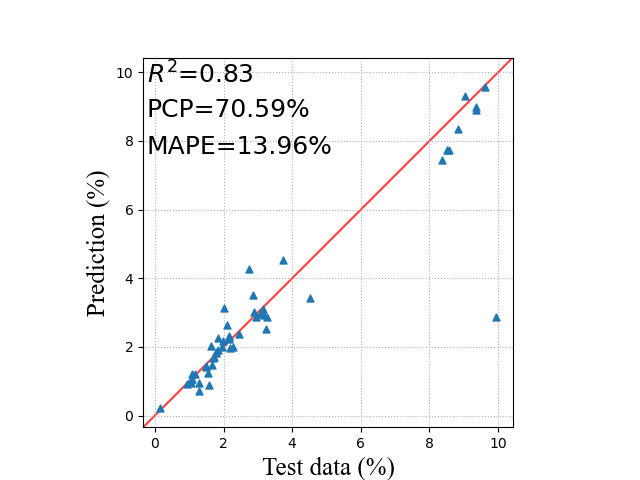 R²=0.83
PCP=70.59%
MAPE=13.96%
10
8
6
4
2
0
Prediction (%)
0 2 4 6 8 10
Test data (%)